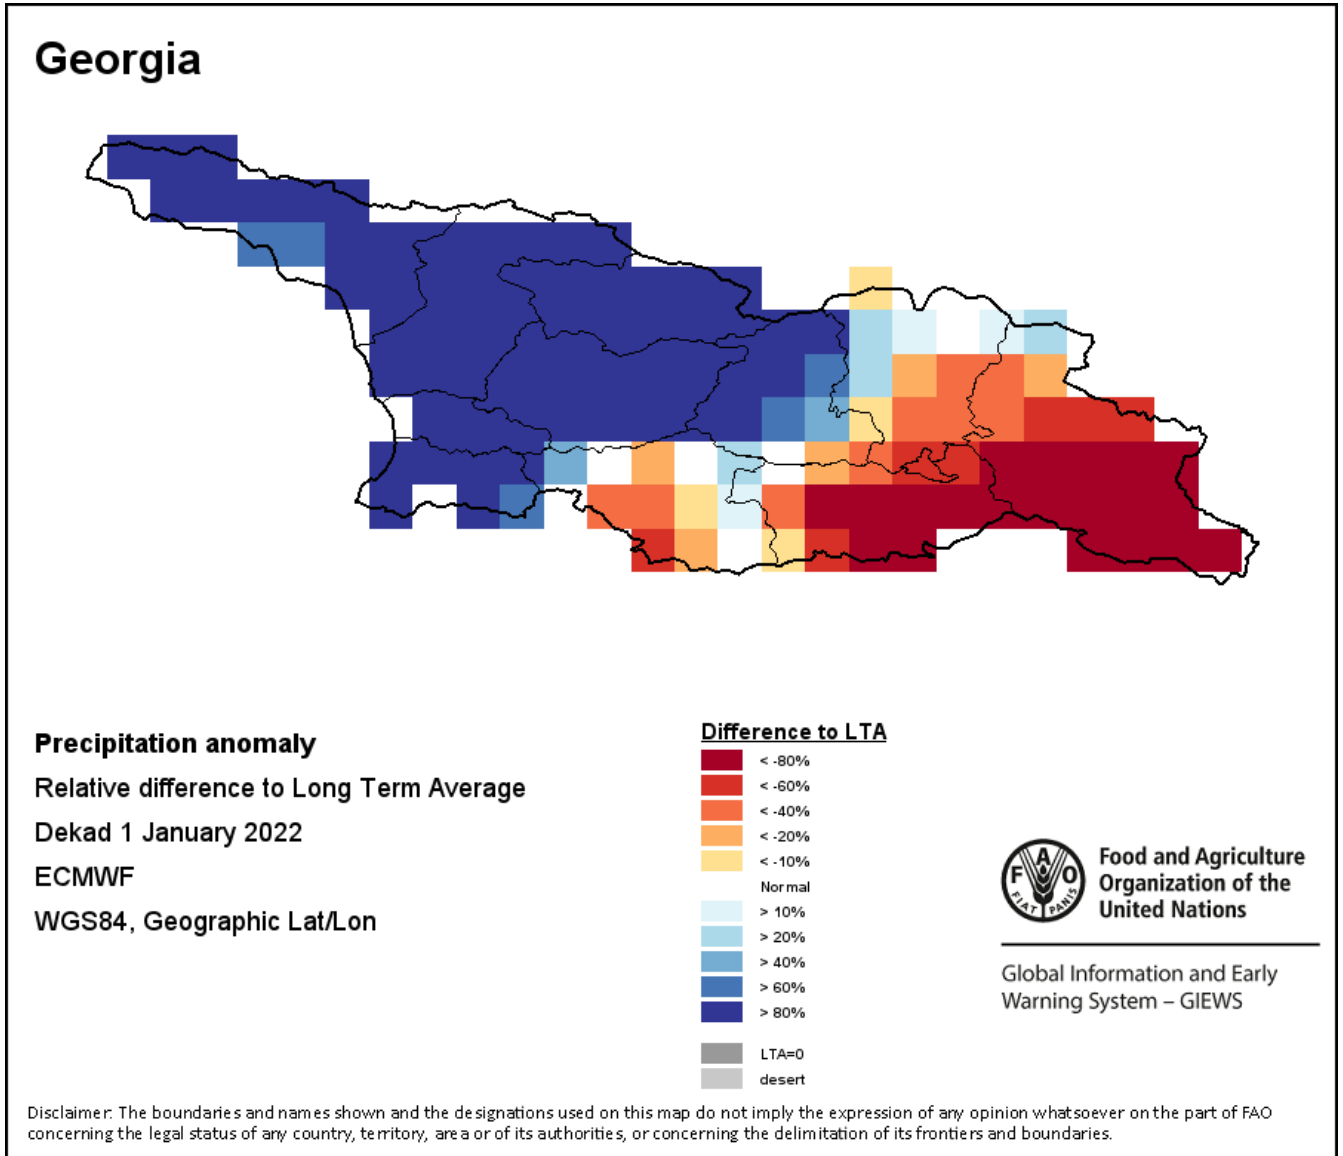 Georgia
Precipitation anomaly
Relative difference to Long Term Average
Dekad 1 January 2022
ECMWF
WGS84, Geographic Lat/Lon
Difference to LTA
< -80%
< -60%
< -40%
< -20%
< -10%
Normal
> 10%
> 20%
> 40%
> 60%
> 80%
LTA=0
desert
F A O
FIAT PANIS
Food and Agriculture
Organization of the
United Nations
Global Information and Early
Warning System – GIEWS
Disclaimer: The boundaries and names shown and the designations used on this map do not imply the expression of any opinion whatsoever on the part of FAO
concerning the legal status of any country, territory, area or of its authorities, or concerning the delimitation of its frontiers and boundaries.